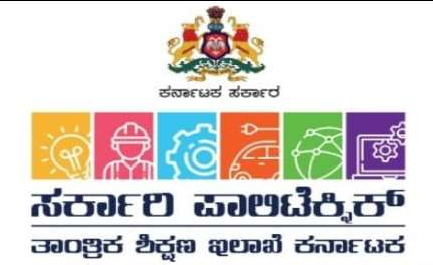 ಕರ್ನಾಟಕ ಸರ್ಕಾರ
ಸರ್ಕಾರಿ ಪಾಲಿಟೆಕ್ನಿಕ್
ತಾಂತ್ರಿಕ ಶಿಕ್ಷಣ ಇಲಾಖೆ ಕರ್ನಾಟಕ